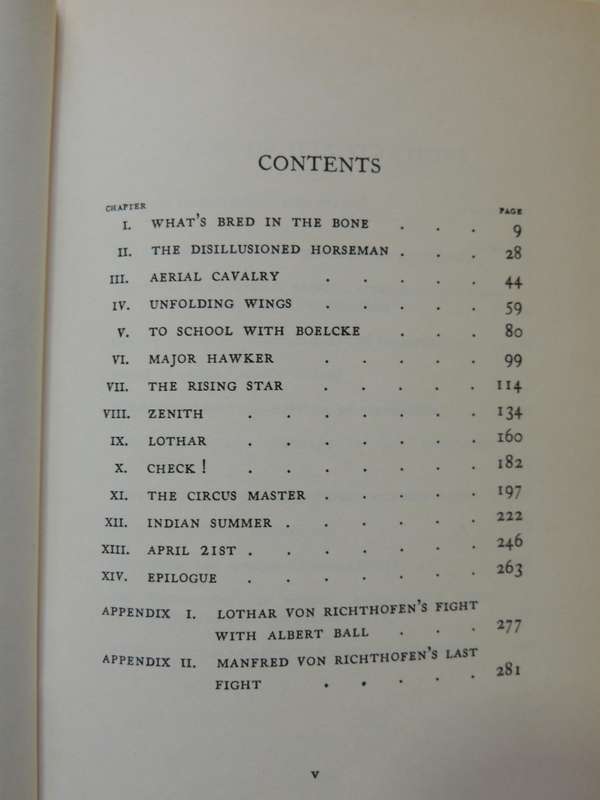 CONTENTS
CHAPTER PAGE
I. WHAT'S BRED IN THE BONE . . . 9
II. THE DISILLUSIONED HORSEMAN . . . 28
III. AERIAL CAVALRY . . . . . 44
IV. UNFOLDING WINGS . . . . . 59
V. TO SCHOOL WITH BOELCKE . . . 80
VI. MAJOR HAWKER . . . . . 99
VII. THE RISING STAR . . . . . 114
VIII. ZENITH . . . . . . . 134
IX. LOTHAR . . . . . . . 160
X. CHECK! . . . . . . . 182
XI. THE CIRCUS MASTER . . . . . 197
XII. INDIAN SUMMER . . . . . . 222
XIII. APRIL 21ST . . . . . . . 246
XIV. EPILOGUE . . . . . . . 263
APPENDIX I. LOTHAR VON RICHTHOFEN'S FIGHT
WITH ALBERT BALL . . . 277
APPENDIX II. MANFRED VON RICHTHOFEN'S LAST
FIGHT . . . . . 281
v